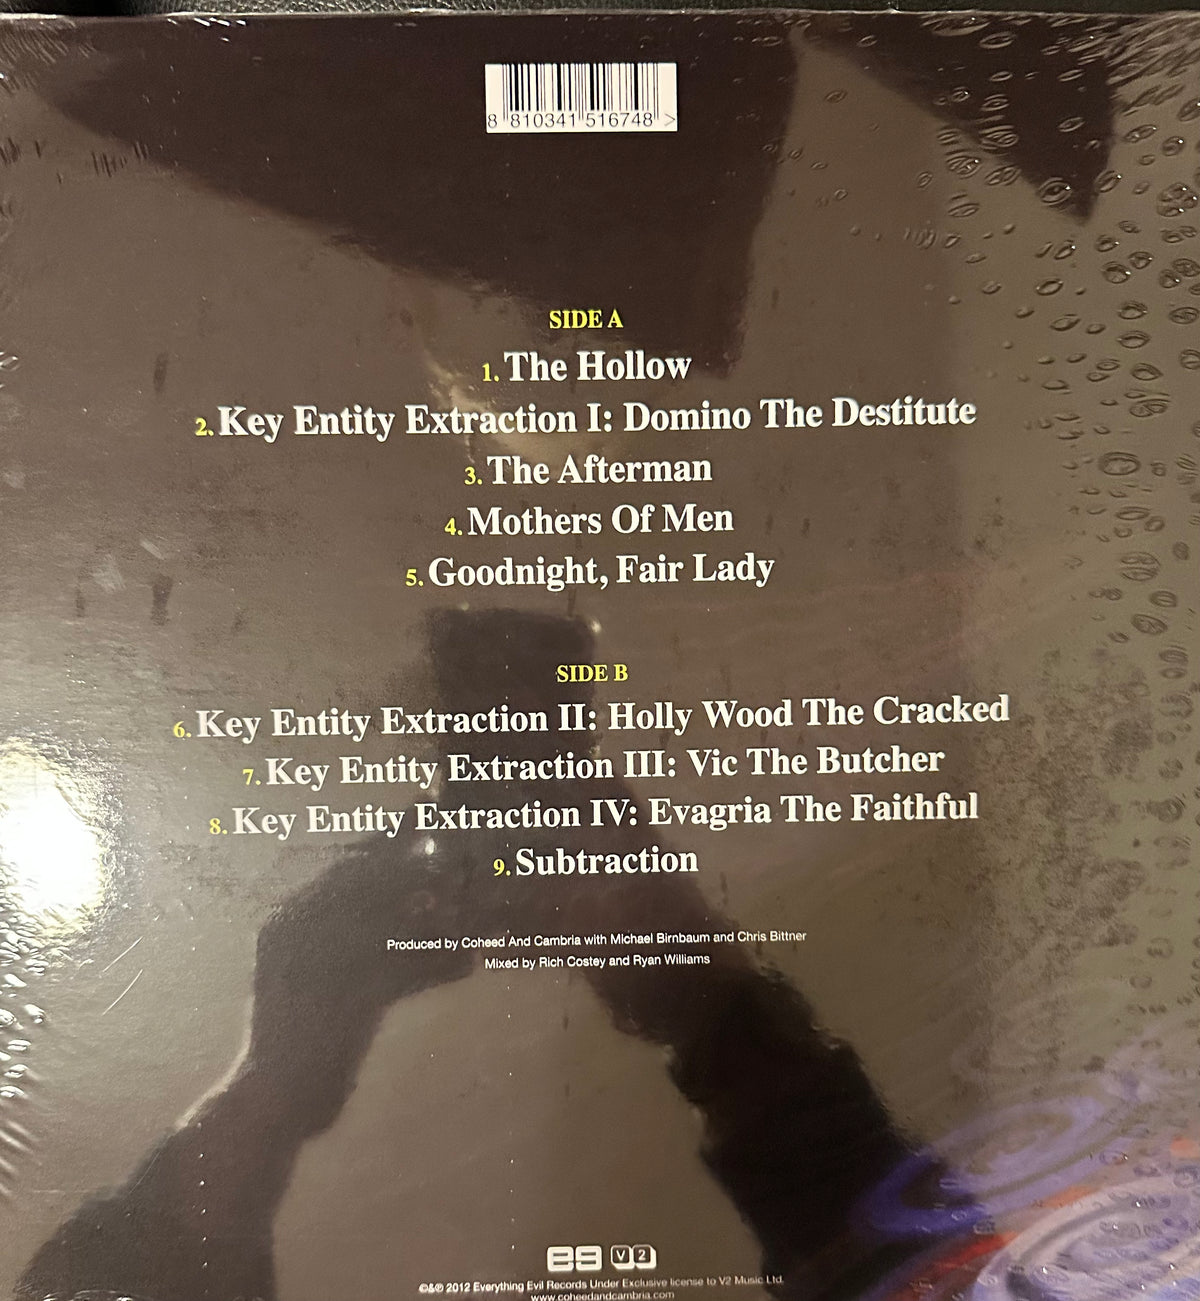 8 810341 516748 >
SIDE A
1. The Hollow
2. Key Entity Extraction I: Domino The Destitute
3. The Afterman
4. Mothers Of Men
5. Goodnight, Fair Lady
SIDE B
6. Key Entity Extraction II: Holly Wood The Cracked
7. Key Entity Extraction III: Vic The Butcher
8. Key Entity Extraction IV: Evagria The Faithful
9. Subtraction
Produced by Coheed And Cambria with Michael Birnbaum and Chris Bittner
Mixed by Rich Costey and Ryan Williams
ee V2
©&℗ 2012 Everything Evil Records Under Exclusive license to V2 Music Ltd.
www.coheedandcambria.com